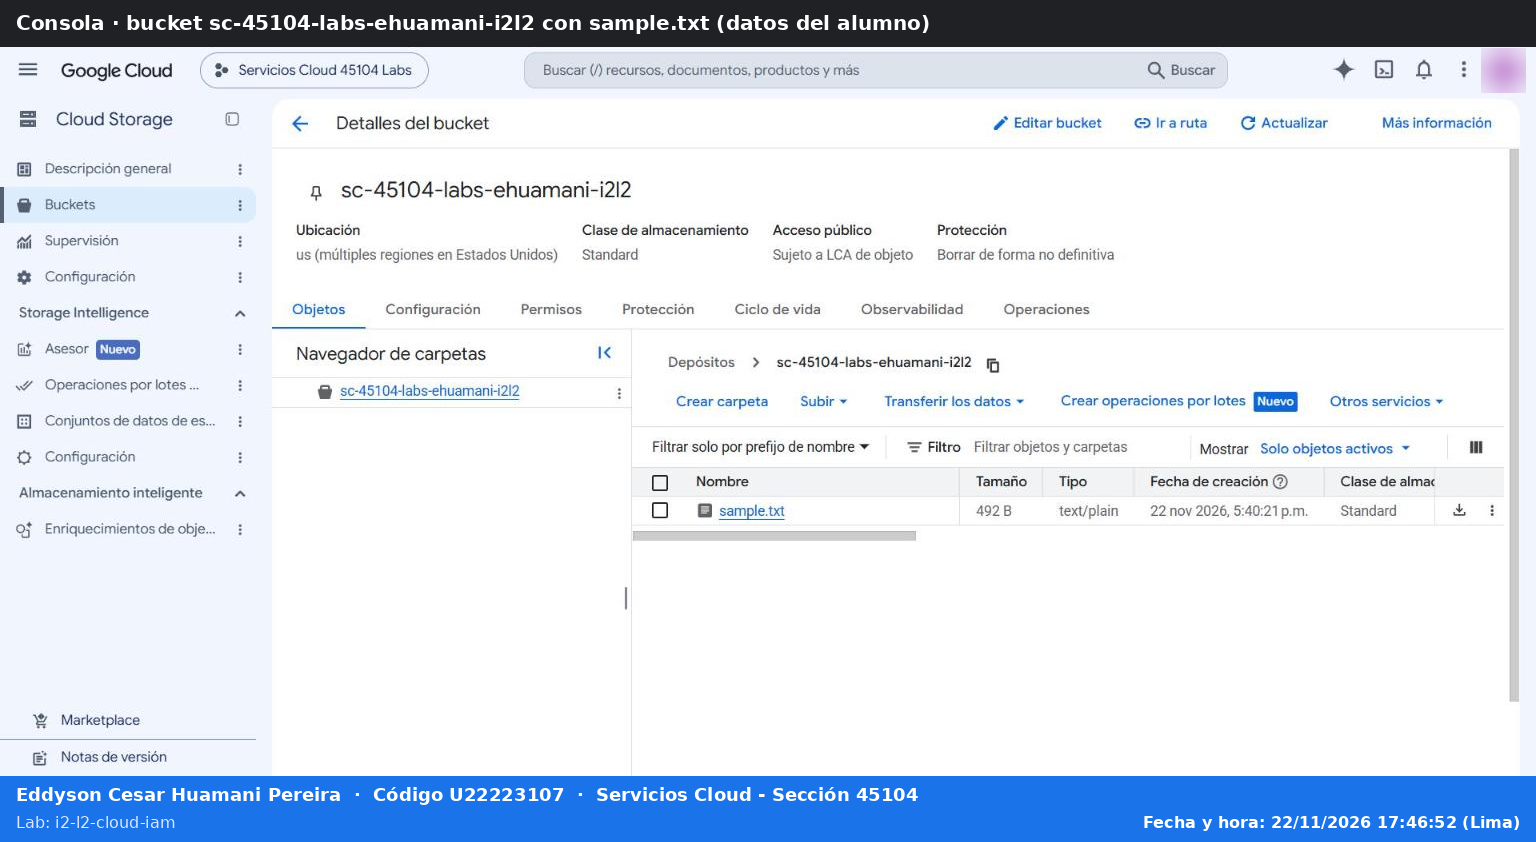 Consola · bucket sc-45104-labs-ehuamani-i2l2 con sample.txt (datos del alumno)
Google Cloud
Servicios Cloud 45104 Labs
Buscar (/) recursos, documentos, productos y más
Buscar
Cloud Storage
Descripción general
Buckets
Supervisión
Configuración
Storage Intelligence
Asesor Nuevo
Operaciones por lotes ...
Conjuntos de datos de es...
Configuración
Almacenamiento inteligente
Enriquecimientos de obje...
Marketplace
Notas de versión
Detalles del bucket
Editar bucket
Ir a ruta
Actualizar
Más información
sc-45104-labs-ehuamani-i2l2
Ubicación Clase de almacenamiento Acceso público Protección
us (múltiples regiones en Estados Unidos) Standard Sujeto a LCA de objeto Borrar de forma no definitiva
Objetos Configuración Permisos Protección Ciclo de vida Observabilidad Operaciones
Navegador de carpetas
sc-45104-labs-ehuamani-i2l2
Depósitos sc-45104-labs-ehuamani-i2l2
Crear carpeta Subir Transferir los datos Crear operaciones por lotes Nuevo Otros servicios
Filtrar solo por prefijo de nombre Filtro Filtrar objetos y carpetas Mostrar Solo objetos activos
Nombre Tamaño Tipo Fecha de creación Clase de almac
sample.txt 492 B text/plain 22 nov 2026, 5:40:21 p.m. Standard
Eddyson Cesar Huamani Pereira · Código U22223107 · Servicios Cloud - Sección 45104
Lab: i2-l2-cloud-iam
Fecha y hora: 22/11/2026 17:46:52 (Lima)